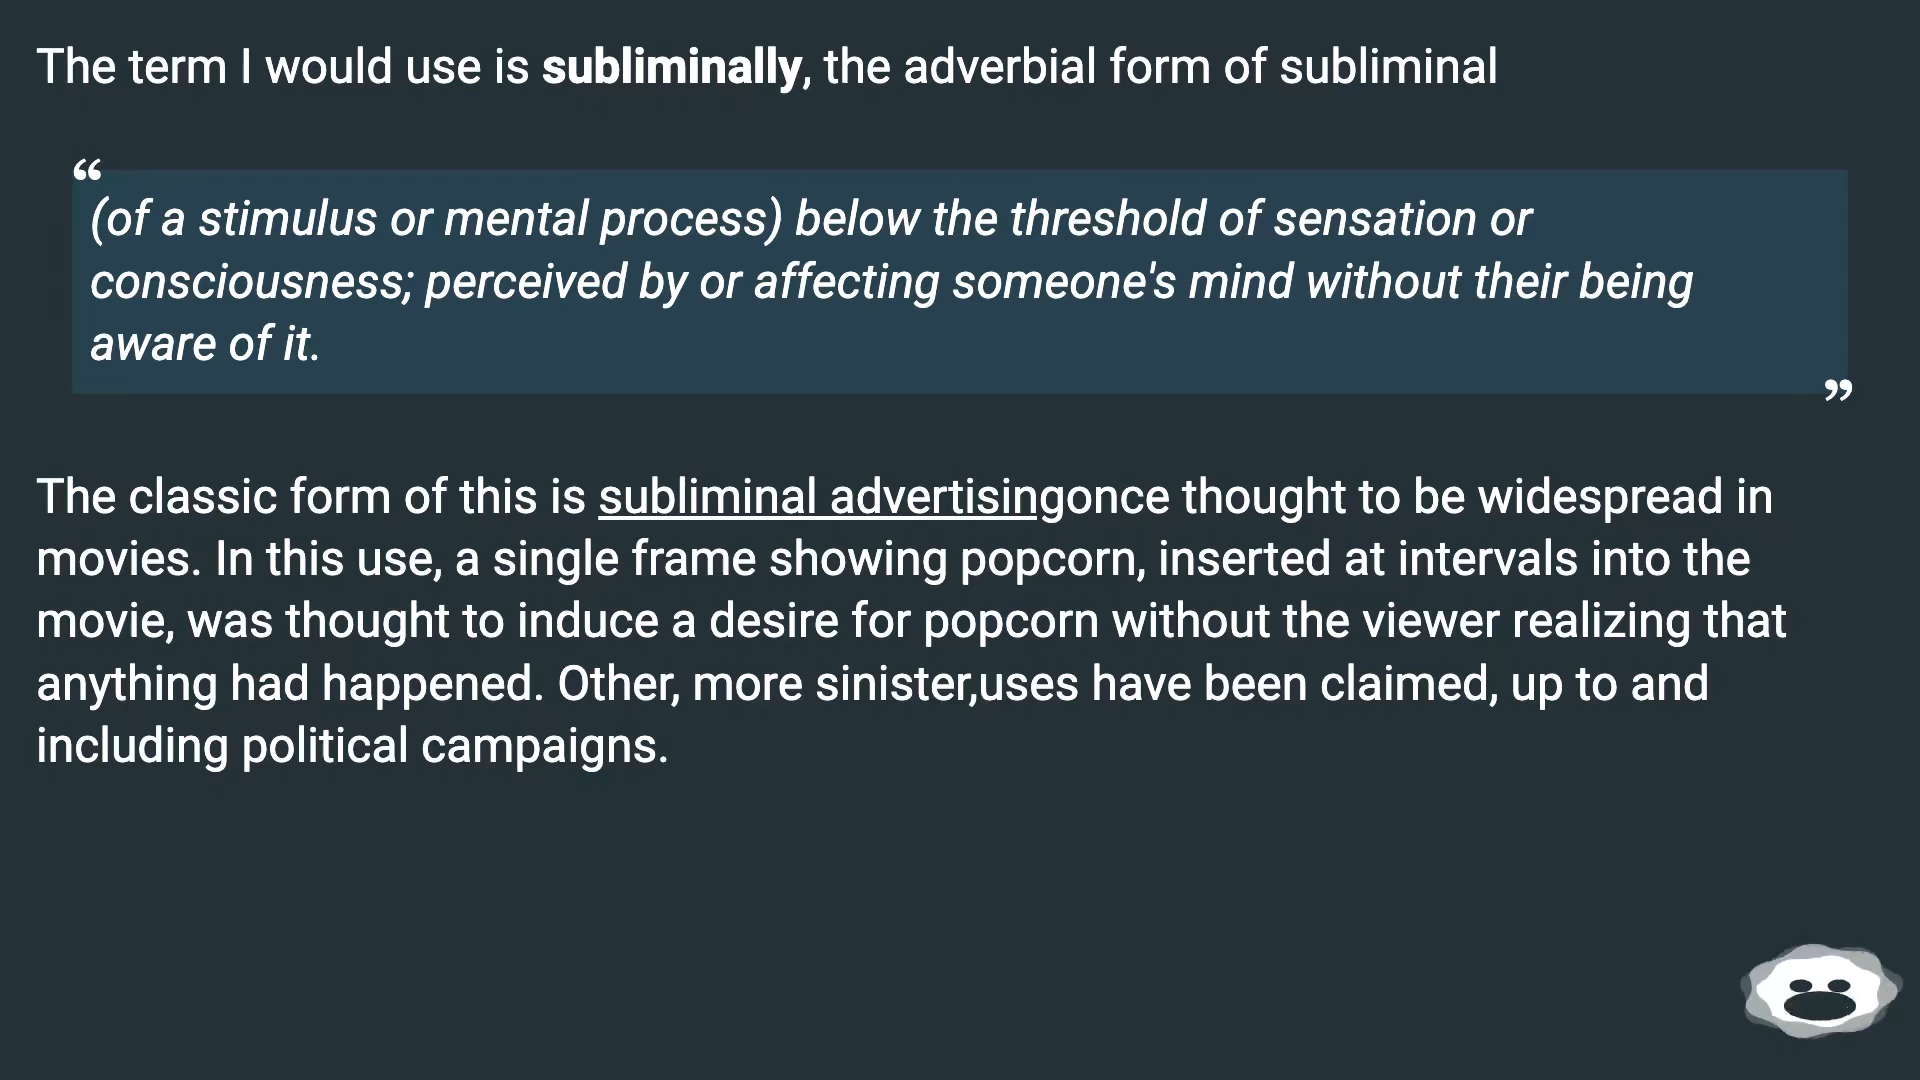 The term I would use is subliminally, the adverbial form of subliminal
“
(of a stimulus or mental process) below the threshold of sensation or
consciousness; perceived by or affecting someone's mind without their being
aware of it.
”
The classic form of this is subliminal advertisingonce thought to be widespread in
movies. In this use, a single frame showing popcorn, inserted at intervals into the
movie, was thought to induce a desire for popcorn without the viewer realizing that
anything had happened. Other, more sinister,uses have been claimed, up to and
including political campaigns.